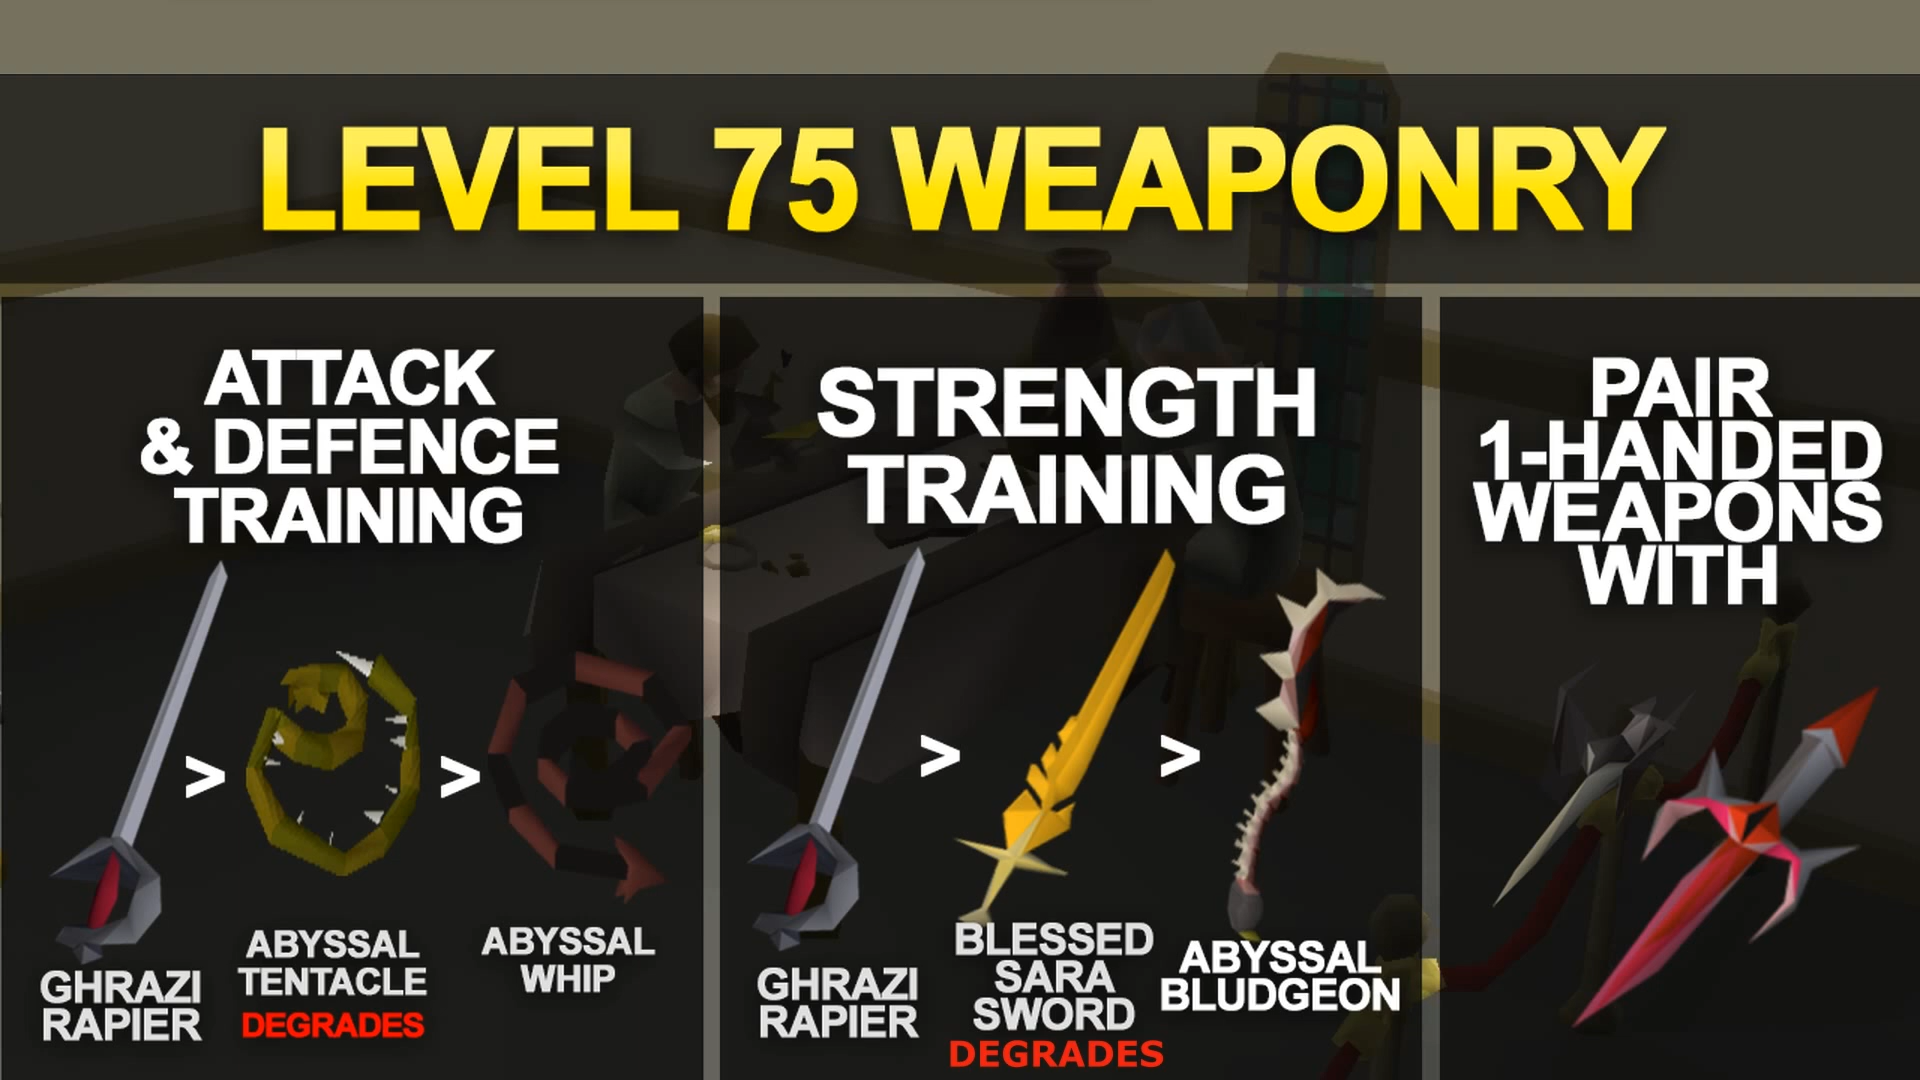 LEVEL 75 WEAPONRY
ATTACK
& DEFENCE
TRAINING
> >
GHRAZI
RAPIER
ABYSSAL
TENTACLE
DEGRADES
ABYSSAL
WHIP
STRENGTH
TRAINING
> >
GHRAZI
RAPIER
BLESSED
SARA
SWORD
DEGRADES
ABYSSAL
BLUDGEON
PAIR
1-HANDED
WEAPONS
WITH